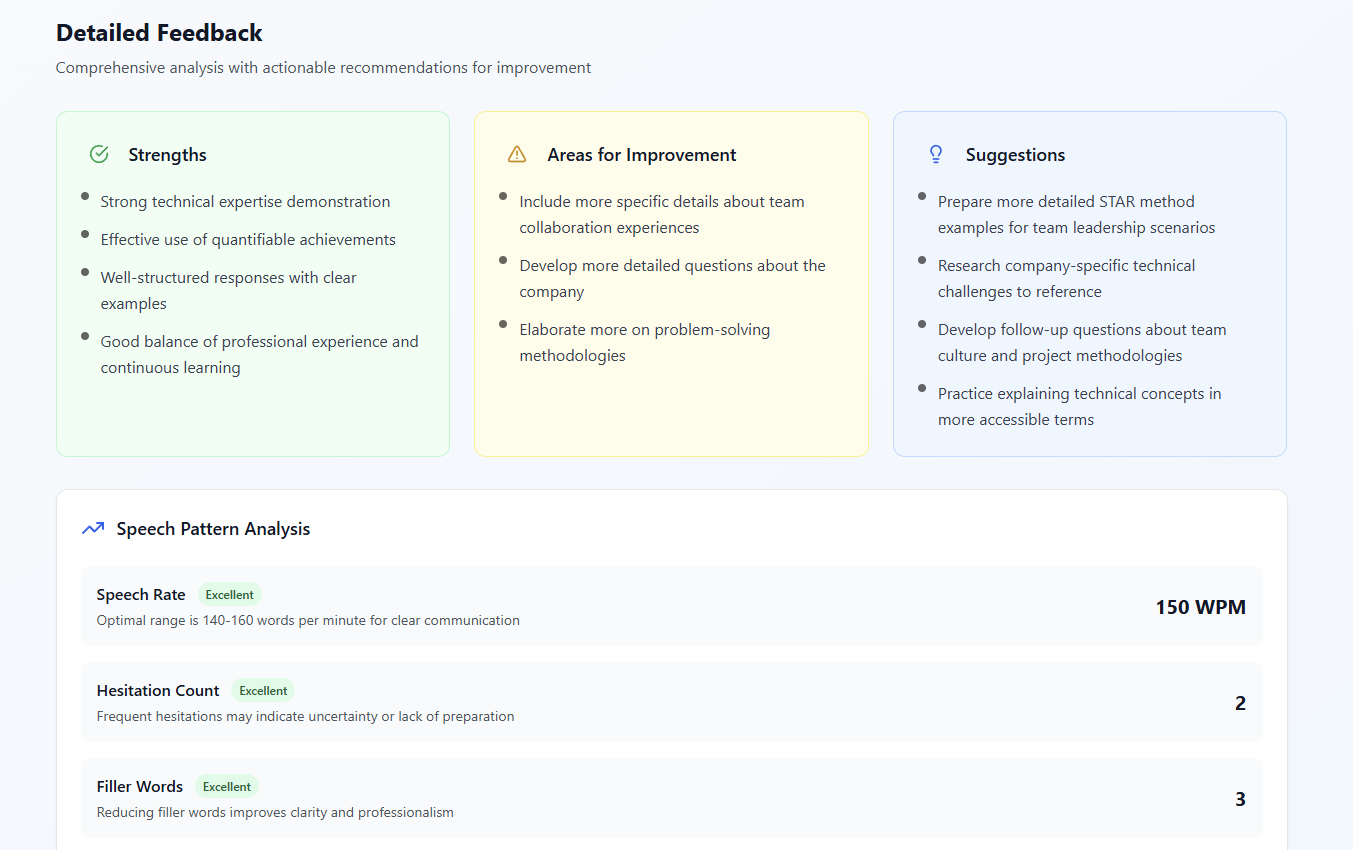 Detailed Feedback
Comprehensive analysis with actionable recommendations for improvement
Strengths
Strong technical expertise demonstration
Effective use of quantifiable achievements
Well-structured responses with clear
examples
Good balance of professional experience and
continuous learning
Areas for Improvement
Include more specific details about team
collaboration experiences
Develop more detailed questions about the
company
Elaborate more on problem-solving
methodologies
Suggestions
Prepare more detailed STAR method
examples for team leadership scenarios
Research company-specific technical
challenges to reference
Develop follow-up questions about team
culture and project methodologies
Practice explaining technical concepts in
more accessible terms
Speech Pattern Analysis
Speech Rate Excellent
Optimal range is 140-160 words per minute for clear communication
150 WPM
Hesitation Count Excellent
Frequent hesitations may indicate uncertainty or lack of preparation
2
Filler Words Excellent
Reducing filler words improves clarity and professionalism
3